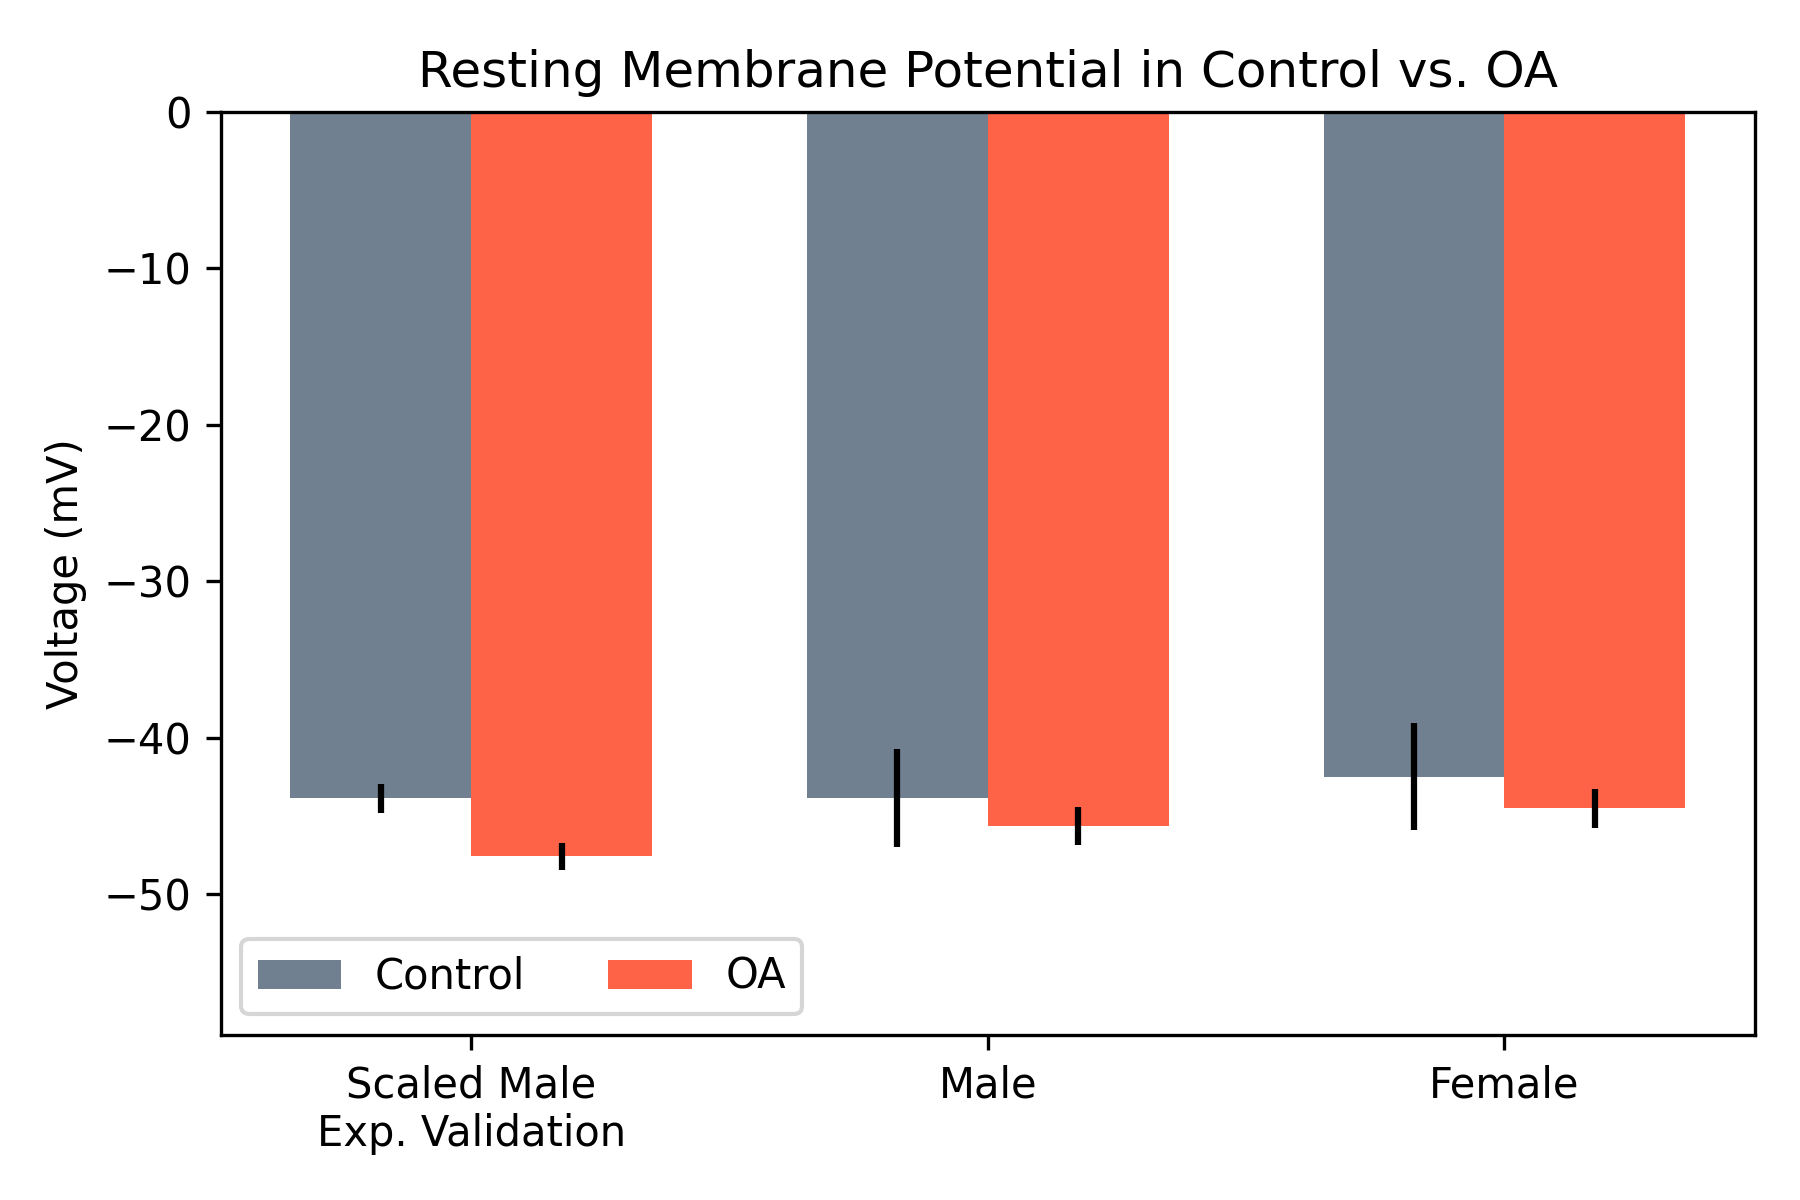 Resting Membrane Potential in Control vs. OA
0
−10
−20
−30
−40
−50
Voltage (mV)
Control
OA
Scaled Male
Exp. Validation
Male
Female